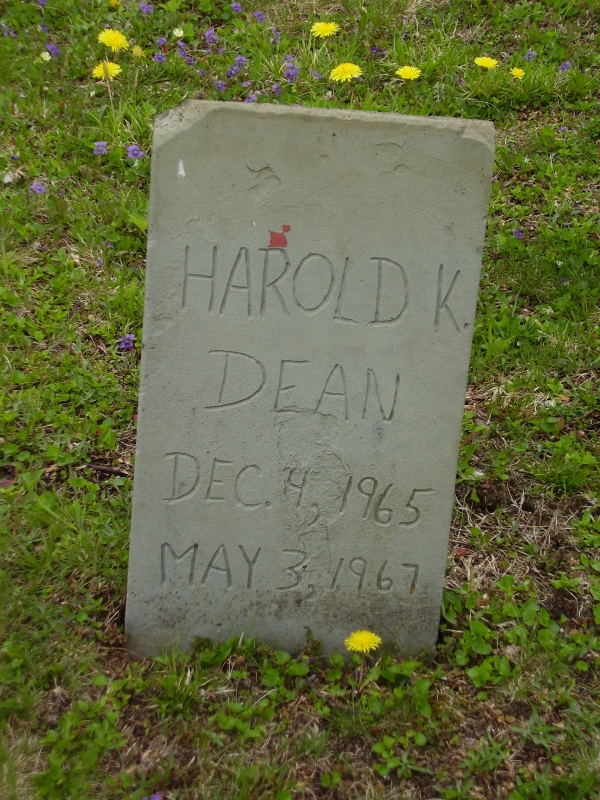 HAROLD K.
DEAN
DEC. 4, 1965
MAY 3, 1967